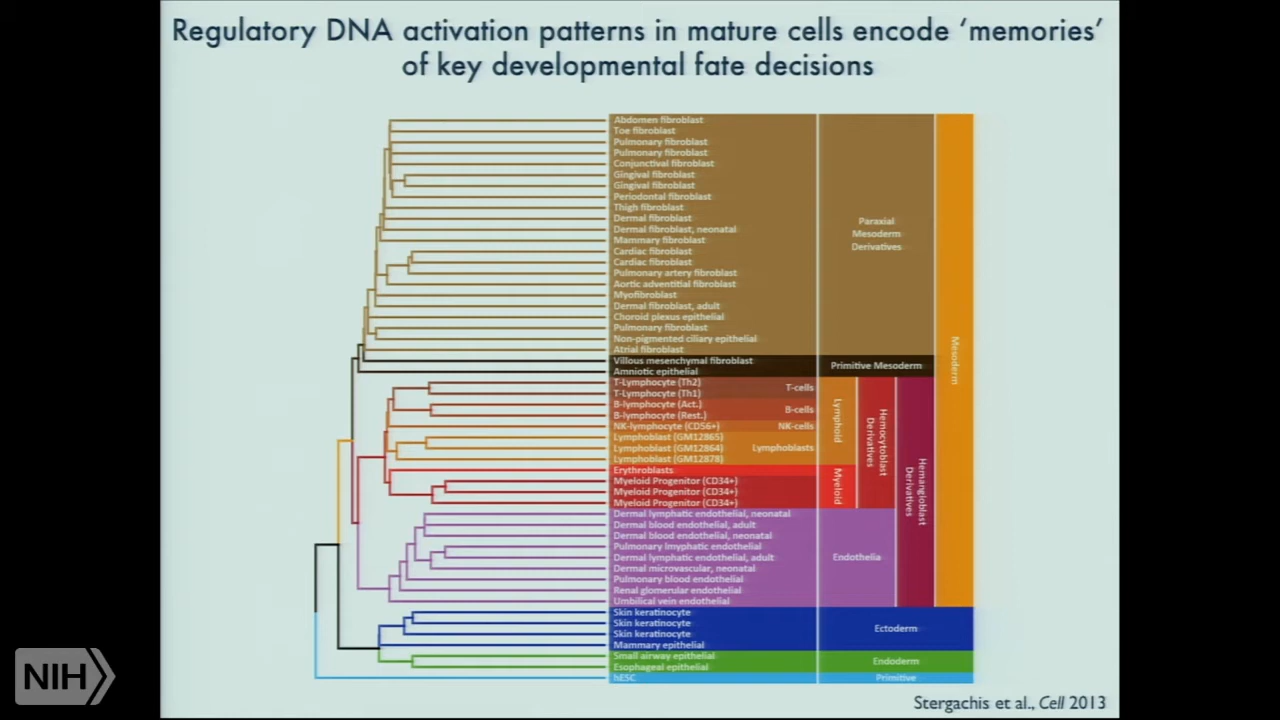 Regulatory DNA activation patterns in mature cells encode ‘memories’
of key developmental fate decisions
Abdomen fibroblast
Toe fibroblast
Pulmonary fibroblast
Pulmonary fibroblast
Conjunctival fibroblast
Gingival fibroblast
Gingival fibroblast
Periodontal fibroblast
Thigh fibroblast
Dermal fibroblast
Dermal fibroblast, neonatal
Mammary fibroblast
Cardiac fibroblast
Cardiac fibroblast
Pulmonary artery fibroblast
Aortic adventitial fibroblast
Myofibroblast
Dermal fibroblast, adult
Choroid plexus epithelial
Pulmonary fibroblast
Non-pigmented ciliary epithelial
Atrial fibroblast
Paraxial
Mesoderm
Derivatives
Villous mesenchymal fibroblast
Amniotic epithelial
Primitive Mesoderm
T-Lymphocyte (Th2)
T-Lymphocyte (Th1)
T-cells
B-lymphocyte (Act.)
B-lymphocyte (Rest.)
B-cells
NK-lymphocyte (CD56+)
NK-cells
Lymphoblast (GM12865)
Lymphoblast (GM12864)
Lymphoblast (GM12878)
Lymphoblasts
Lymphoid
Erythroblasts
Myeloid Progenitor (CD34+)
Myeloid Progenitor (CD34+)
Myeloid Progenitor (CD34+)
Myeloid
Hemocytoblast
Derivatives
Dermal lymphatic endothelial, neonatal
Dermal blood endothelial, adult
Dermal blood endothelial, neonatal
Pulmonary lmyphatic endothelial
Dermal lymphatic endothelial, adult
Dermal microvascular, neonatal
Pulmonary blood endothelial
Renal glomerular endothelial
Umbilical vein endothelial
Endothelia
Hemangioblast
Derivatives
Mesoderm
Skin keratinocyte
Skin keratinocyte
Skin keratinocyte
Mammary epithelial
Ectoderm
Small airway epithelial
Esophageal epithelial
Endoderm
hESC
Primitive
Stergachis et al., Cell 2013
NIH